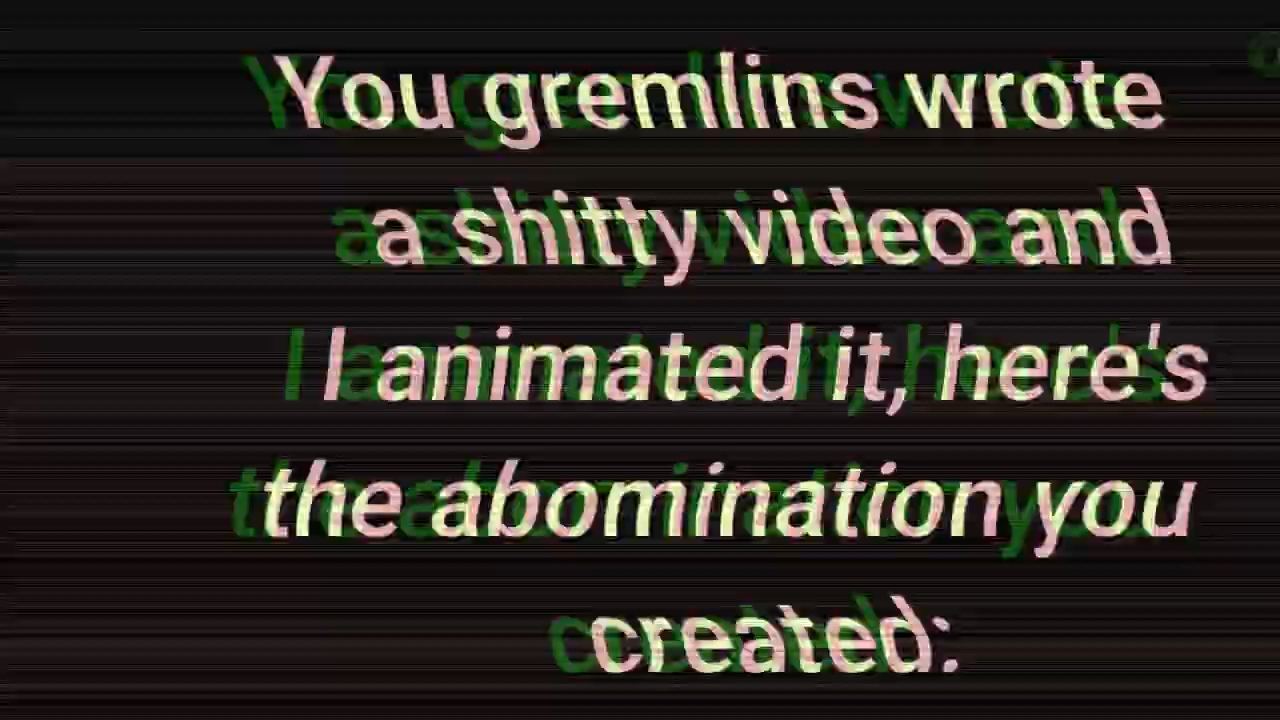 You gremlins wrote
a shitty video and
I animated it, here's
the abomination you
created: